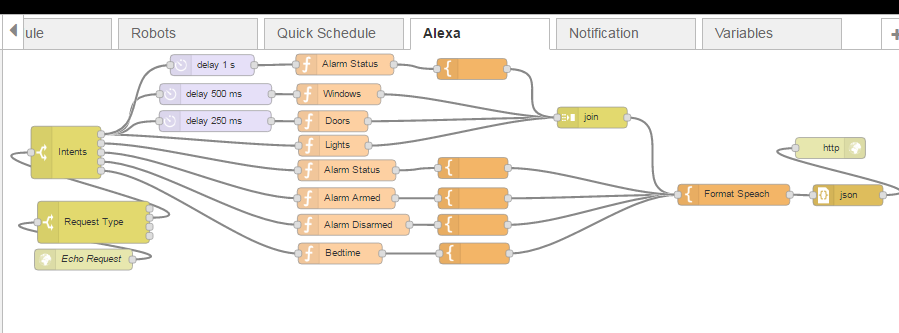 ule
Robots
Quick Schedule
Alexa
Notification
Variables
delay 1 s
Alarm Status
delay 500 ms
Windows
delay 250 ms
Doors
join
Intents
Lights
http
Alarm Status
Alarm Armed
Format Speach
json
Request Type
Alarm Disarmed
Echo Request
Bedtime